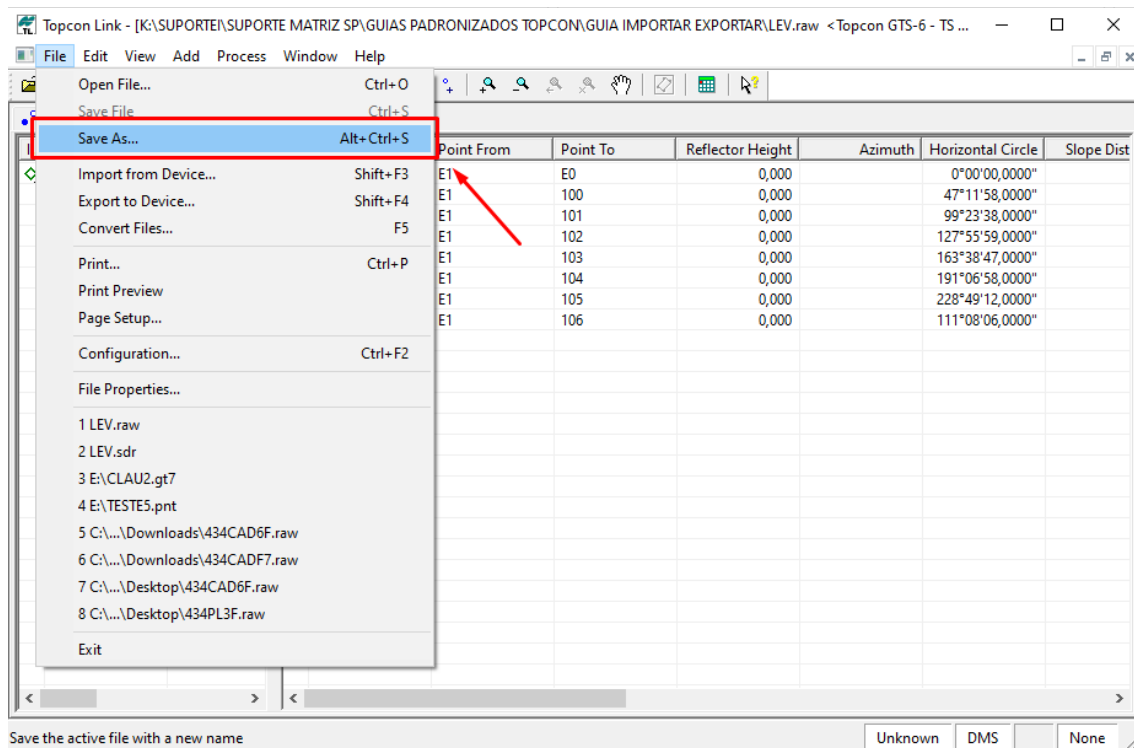 Topcon Link - [K:\SUPORTEI\SUPORTE MATRIZ SP\GUIAS PADRONIZADOS TOPCON\GUIA IMPORTAR EXPORTAR\LEV.raw <Topcon GTS-6 - TS ...
File Edit View Add Process Window Help
Open File... Ctrl+O
Save File Ctrl+S
Save As... Alt+Ctrl+S
Import from Device... Shift+F3
Export to Device... Shift+F4
Convert Files... F5
Print... Ctrl+P
Print Preview
Page Setup...
Configuration... Ctrl+F2
File Properties...
1 LEV.raw
2 LEV.sdr
3 E:\CLAU2.gt7
4 E:\TESTE5.pnt
5 C:\...\Downloads\434CAD6F.raw
6 C:\...\Downloads\434CADF7.raw
7 C:\...\Desktop\434CAD6F.raw
8 C:\...\Desktop\434PL3F.raw
Exit
Point From Point To Reflector Height Azimuth Horizontal Circle Slope Dist
E1 E0 0,000 0°00'00,0000"
E1 100 0,000 47°11'58,0000"
E1 101 0,000 99°23'38,0000"
E1 102 0,000 127°55'59,0000"
E1 103 0,000 163°38'47,0000"
E1 104 0,000 191°06'58,0000"
E1 105 0,000 228°49'12,0000"
E1 106 0,000 111°08'06,0000"
Save the active file with a new name Unknown DMS None